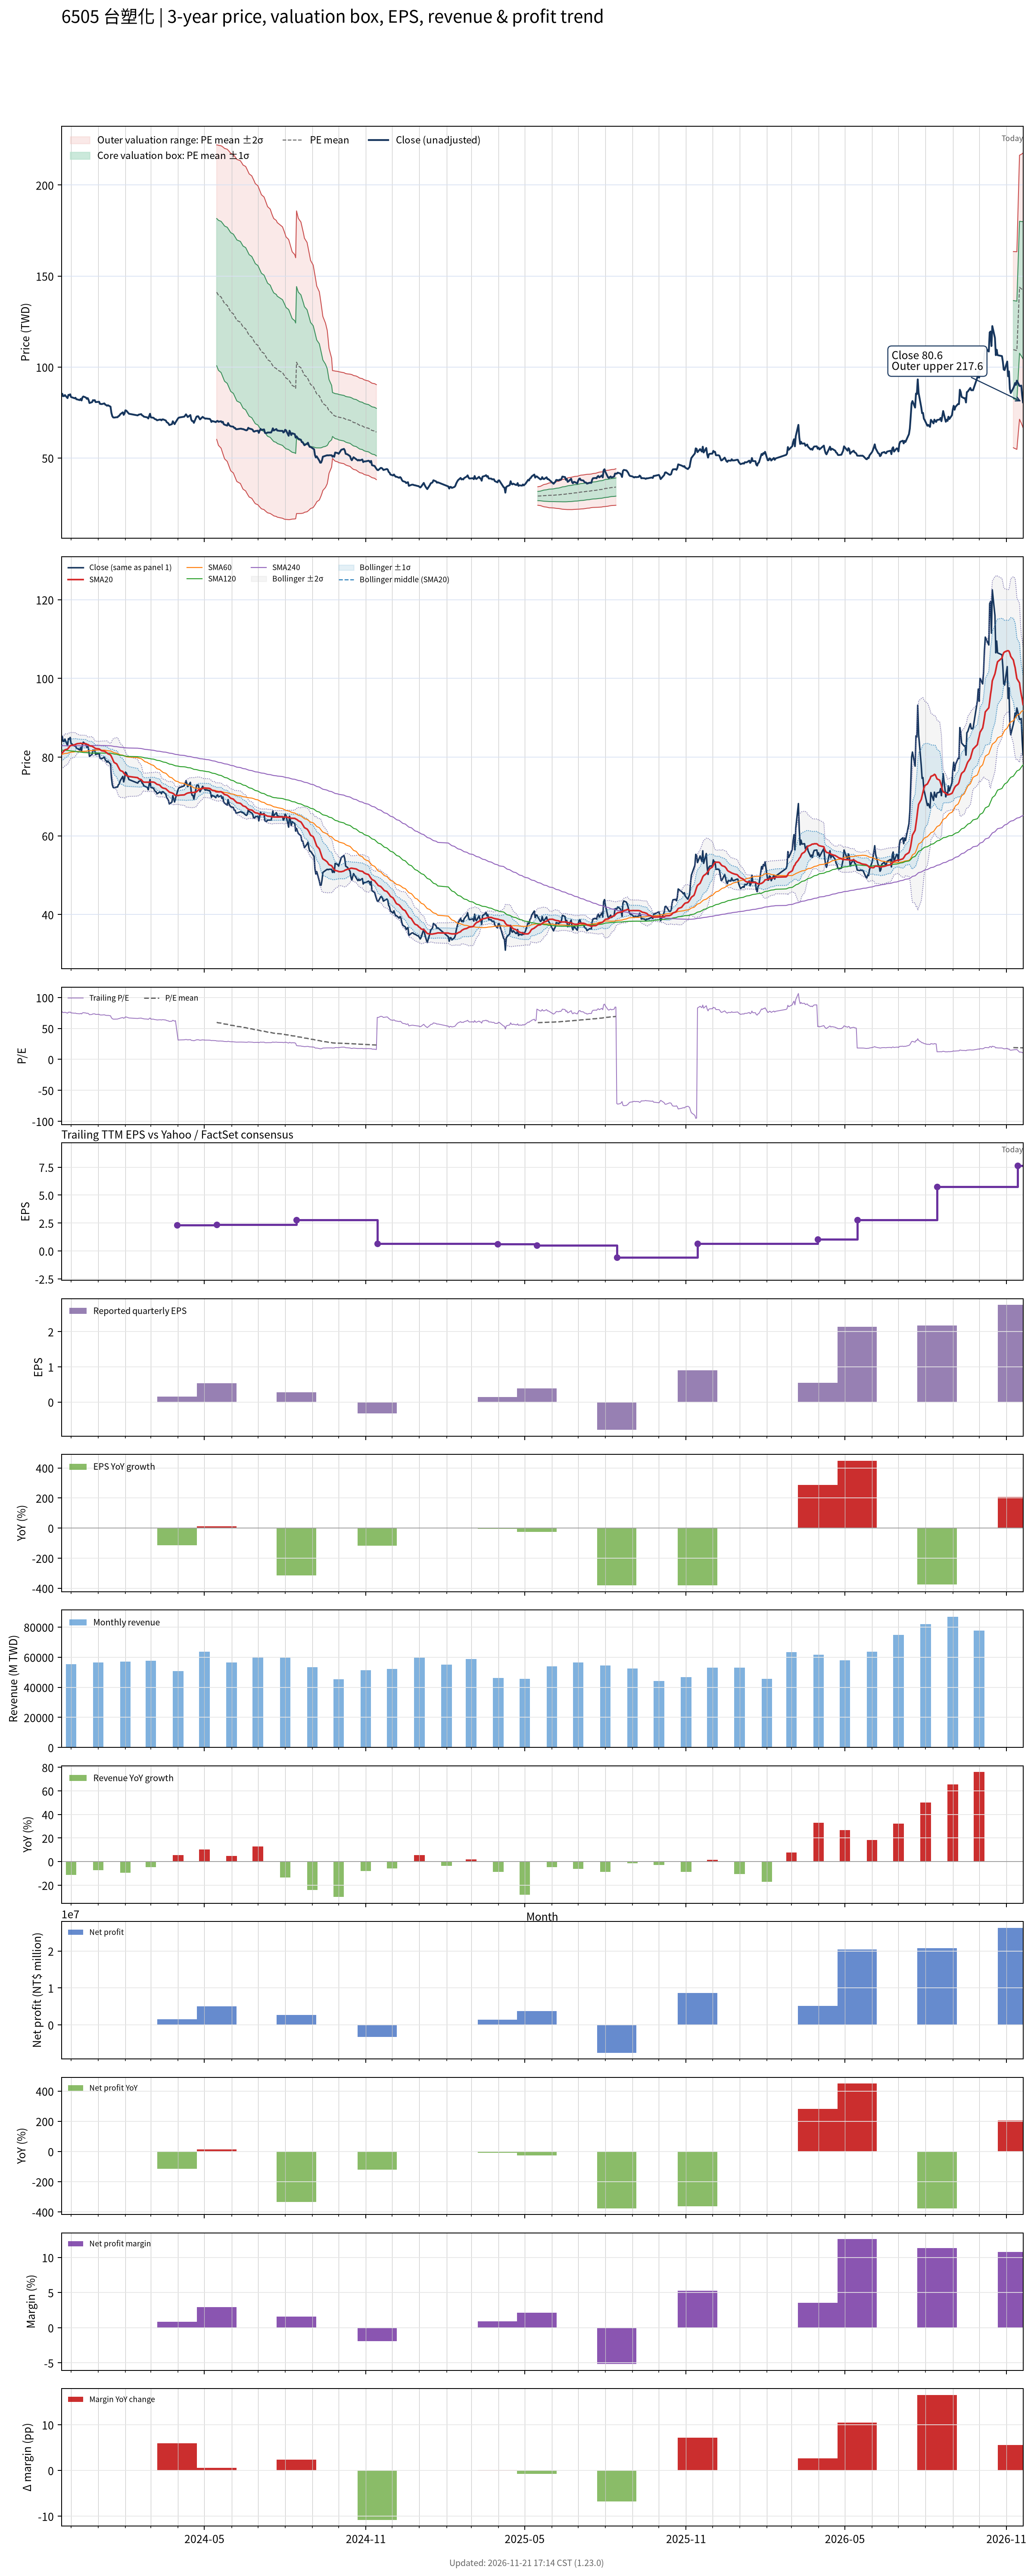 6505 台塑化 | 3-year price, valuation box, EPS, revenue & profit trend
Outer valuation range: PE mean ±2σ
PE mean
Close (unadjusted)
Core valuation box: PE mean ±1σ
Today
Close 80.6
Outer upper 217.6
Price (TWD)
200
150
100
50
Close (same as panel 1)
SMA20
SMA60
SMA120
SMA240
Bollinger ±2σ
Bollinger ±1σ
Bollinger middle (SMA20)
Price
120
100
80
60
40
Trailing P/E
P/E mean
P/E
100
50
0
-50
-100
Trailing TTM EPS vs Yahoo / FactSet consensus
Today
EPS
7.5
5.0
2.5
0.0
-2.5
Reported quarterly EPS
EPS
2
1
0
EPS YoY growth
YoY (%)
400
200
0
-200
-400
Monthly revenue
Revenue (M TWD)
80000
60000
40000
20000
0
Revenue YoY growth
YoY (%)
80
60
40
20
0
-20
Month
1e7
Net profit
Net profit (NT$ million)
2
1
0
Net profit YoY
YoY (%)
400
200
0
-200
-400
Net profit margin
Margin (%)
10
5
0
-5
Margin YoY change
Δ margin (pp)
10
0
-10
2024-05
2024-11
2025-05
2025-11
2026-05
2026-11
Updated: 2026-11-21 17:14 CST (1.23.0)